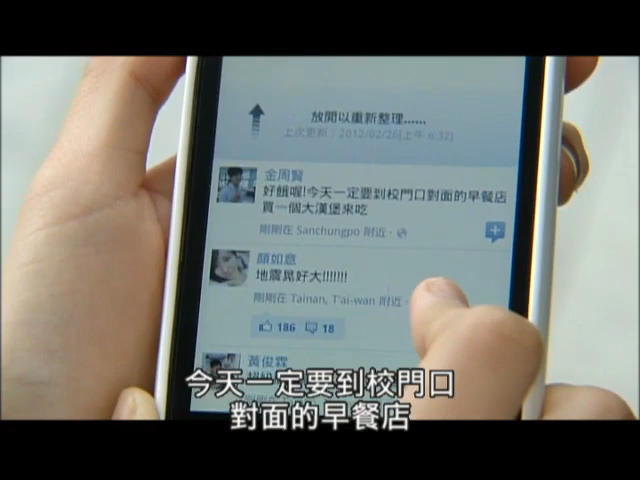 放開以重新整理......
上次更新：2012/02/26[上午 6:32]
金周賢
好餓喔!今天一定要到校門口對面的早餐店
買一個大漢堡來吃
剛剛在 Sanchungpo 附近·
顏如意
地震晃好大!!!!!!!
剛剛在 Tainan, T'ai-wan 附近·
186 18
黃俊霖
今天一定要到校門口
對面的早餐店